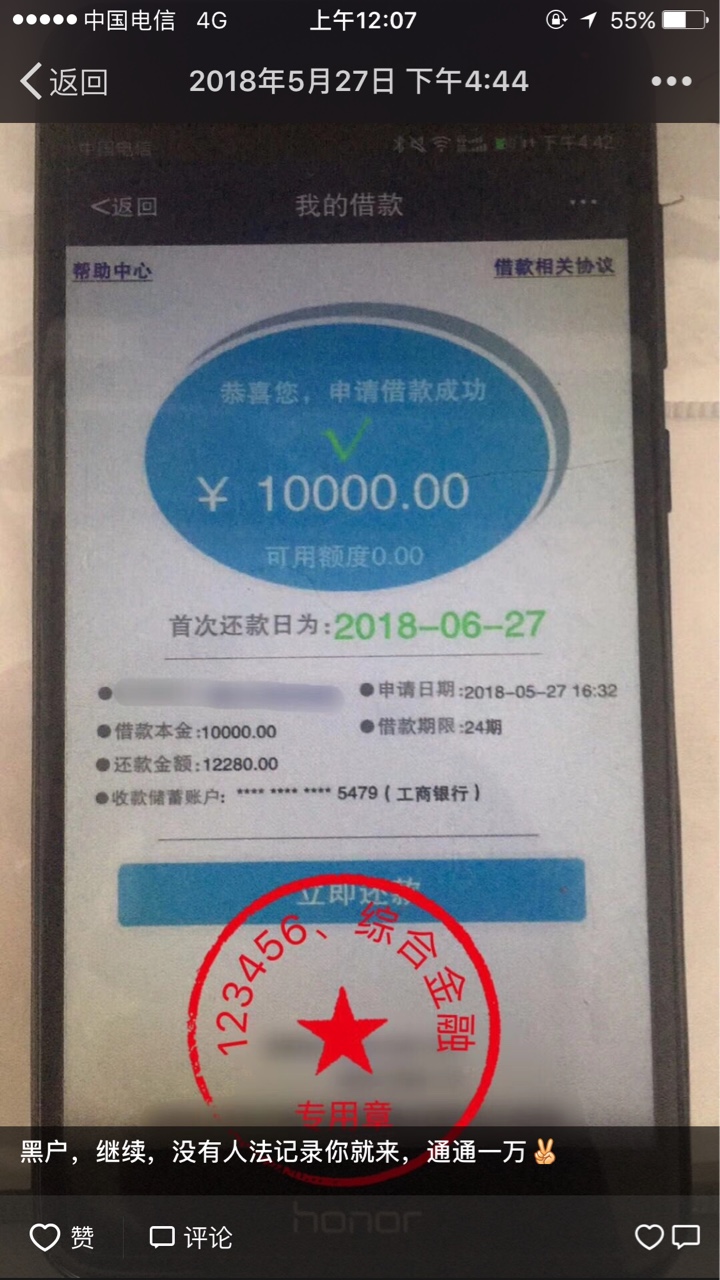 中国电信 4G 上午12:07 55%
返回 2018年5月27日 下午4:44
中国电信 下午4:42
<返回 我的借款
帮助中心 借款相关协议
恭喜您，申请借款成功
¥ 10000.00
可用额度0.00
首次还款日为:2018-06-27
申请日期:2018-05-27 16:32
借款本金:10000.00 借款期限:24期
还款金额:12280.00
收款储蓄账户: **** **** **** 5479 (工商银行)
立即还款
123456、综合金融
专用章
黑户，继续，没有人法记录你就来，通通一万✌
honor
赞 评论